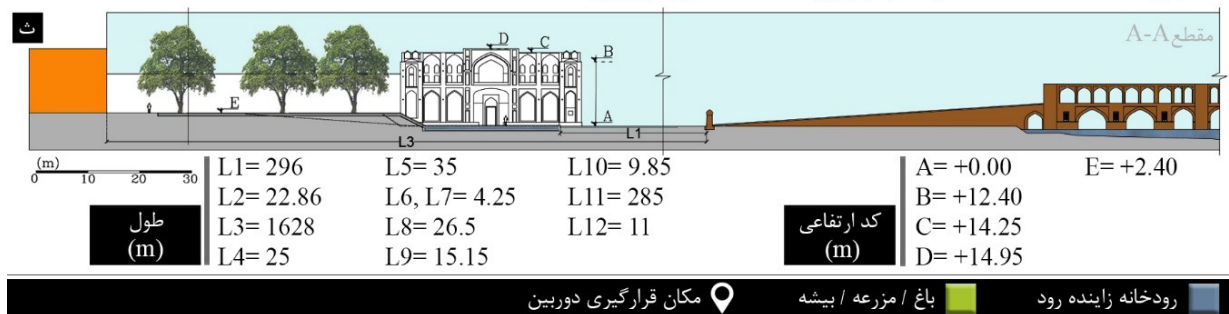 ث
مقطع A-A
D
C
B
E
A
L1
L3
(m)
0 10 20 30
طول
(m)
L1= 296 L5= 35 L10= 9.85
L2= 22.86 L6, L7= 4.25 L11= 285
L3= 1628 L8= 26.5 L12= 11
L4= 25 L9= 15.15
کد ارتفاعی
(m)
A= +0.00 E= +2.40
B= +12.40
C= +14.25
D= +14.95
رودخانه زاینده رود باغ / مزرعه / بیشه مکان قرارگیری دوربین